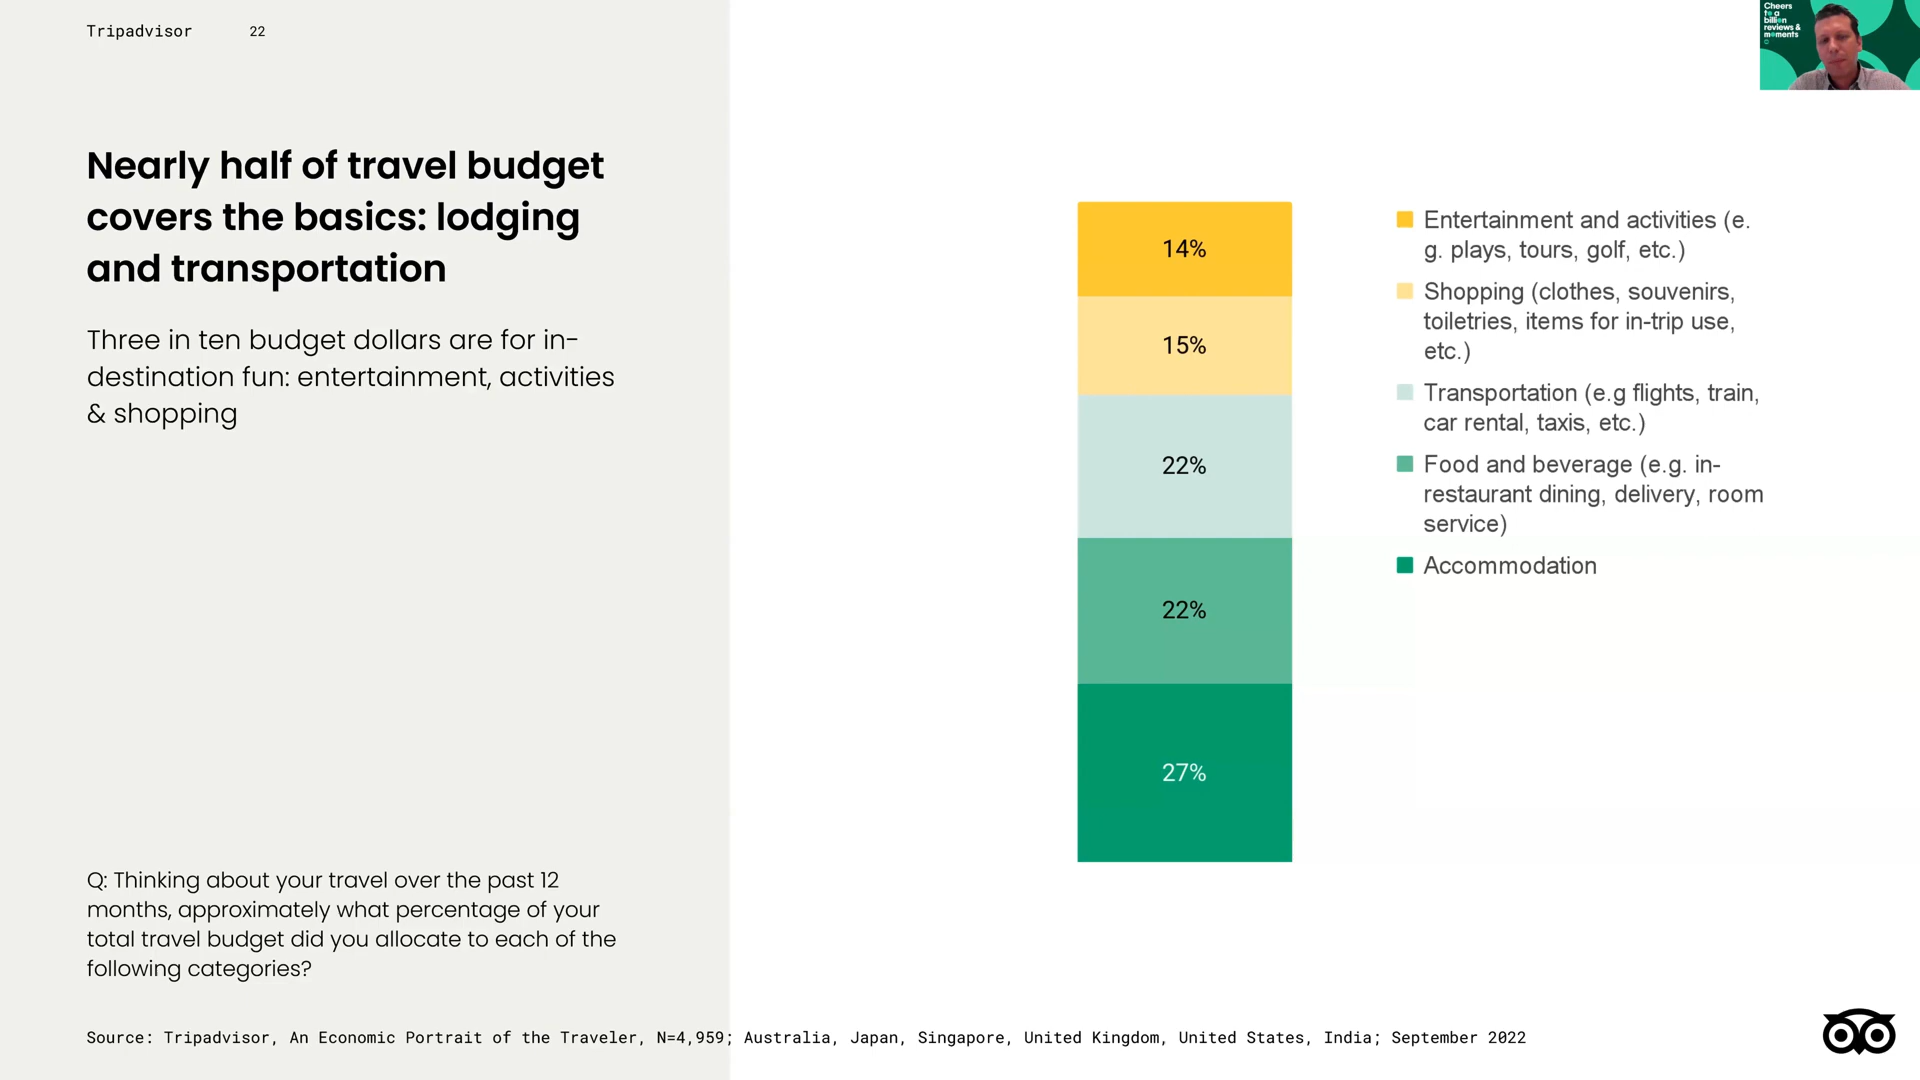 Tripadvisor 22
Cheers
to a
billion
reviews &
moments
Nearly half of travel budget
covers the basics: lodging
and transportation
Three in ten budget dollars are for in-
destination fun: entertainment, activities
& shopping
14%
15%
22%
22%
27%
Entertainment and activities (e.
g. plays, tours, golf, etc.)
Shopping (clothes, souvenirs,
toiletries, items for in-trip use,
etc.)
Transportation (e.g flights, train,
car rental, taxis, etc.)
Food and beverage (e.g. in-
restaurant dining, delivery, room
service)
Accommodation
Q: Thinking about your travel over the past 12
months, approximately what percentage of your
total travel budget did you allocate to each of the
following categories?
Source: Tripadvisor, An Economic Portrait of the Traveler, N=4,959; Australia, Japan, Singapore, United Kingdom, United States, India; September 2022